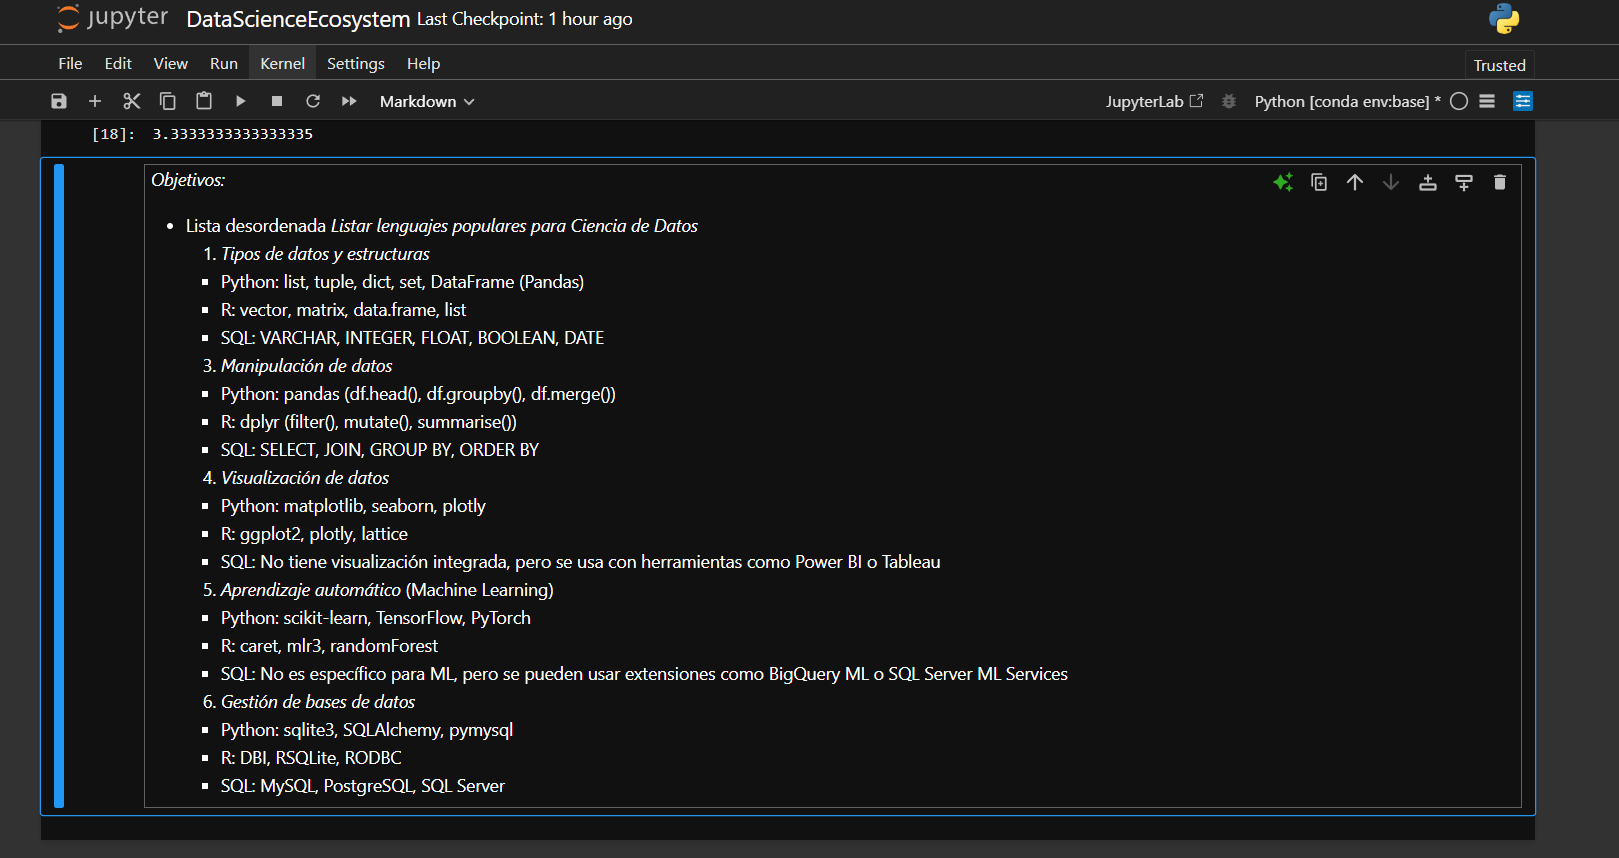 jupyter DataScienceEcosystem Last Checkpoint: 1 hour ago
File Edit View Run Kernel Settings Help Trusted
Markdown JupyterLab Python [conda env:base] *
[18]: 3.3333333333333335
Objetivos:
• Lista desordenada Listar lenguajes populares para Ciencia de Datos
1. Tipos de datos y estructuras
▪ Python: list, tuple, dict, set, DataFrame (Pandas)
▪ R: vector, matrix, data.frame, list
▪ SQL: VARCHAR, INTEGER, FLOAT, BOOLEAN, DATE
3. Manipulación de datos
▪ Python: pandas (df.head(), df.groupby(), df.merge())
▪ R: dplyr (filter(), mutate(), summarise())
▪ SQL: SELECT, JOIN, GROUP BY, ORDER BY
4. Visualización de datos
▪ Python: matplotlib, seaborn, plotly
▪ R: ggplot2, plotly, lattice
▪ SQL: No tiene visualización integrada, pero se usa con herramientas como Power BI o Tableau
5. Aprendizaje automático (Machine Learning)
▪ Python: scikit-learn, TensorFlow, PyTorch
▪ R: caret, mlr3, randomForest
▪ SQL: No es específico para ML, pero se pueden usar extensiones como BigQuery ML o SQL Server ML Services
6. Gestión de bases de datos
▪ Python: sqlite3, SQLAlchemy, pymysql
▪ R: DBI, RSQLite, RODBC
▪ SQL: MySQL, PostgreSQL, SQL Server